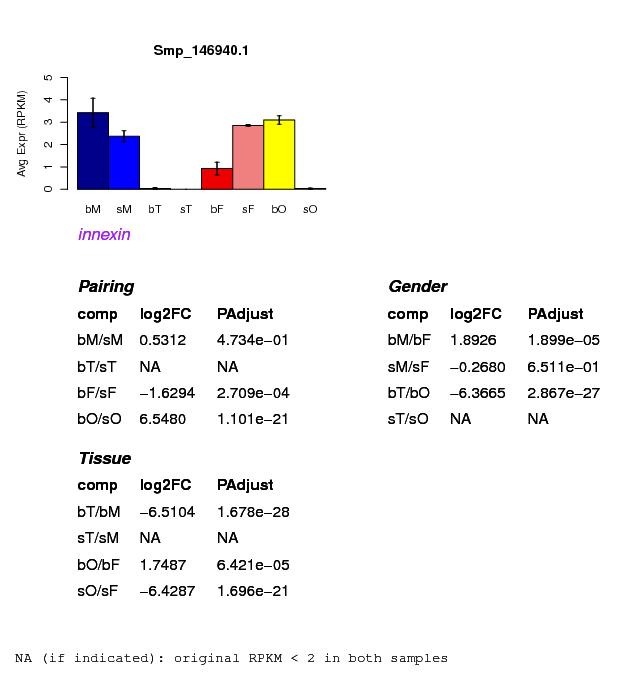 Smp_146940.1
Avg Expr (RPKM)
5
4
3
2
1
0
bM sM bT sT bF sF bO sO
innexin
Pairing
comp log2FC PAdjust
bM/sM 0.5312 4.734e−01
bT/sT NA NA
bF/sF −1.6294 2.709e−04
bO/sO 6.5480 1.101e−21
Gender
comp log2FC PAdjust
bM/bF 1.8926 1.899e−05
sM/sF −0.2680 6.511e−01
bT/bO −6.3665 2.867e−27
sT/sO NA NA
Tissue
comp log2FC PAdjust
bT/bM −6.5104 1.678e−28
sT/sM NA NA
bO/bF 1.7487 6.421e−05
sO/sF −6.4287 1.696e−21
NA (if indicated): original RPKM < 2 in both samples